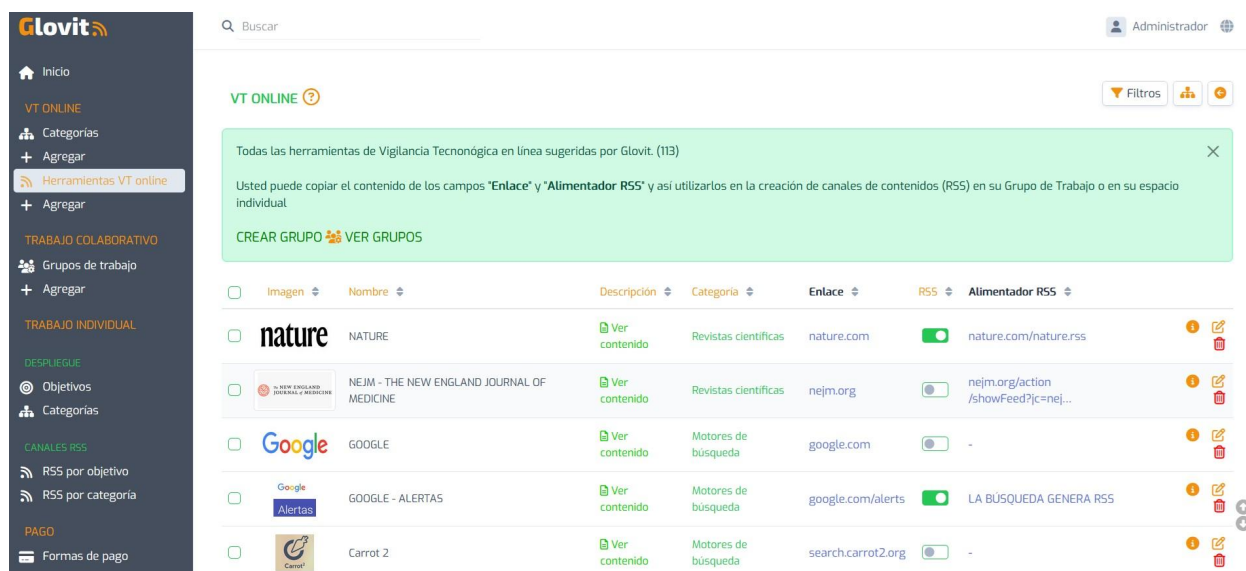 Glovit
Buscar
Administrador
Inicio
VT ONLINE
Categorías
Agregar
Herramientas VT online
Agregar
TRABAJO COLABORATIVO
Grupos de trabajo
Agregar
TRABAJO INDIVIDUAL
DESPLIEGUE
Objetivos
Categorías
CANALES RSS
RSS por objetivo
RSS por categoría
PAGO
Formas de pago
VT ONLINE ?
Filtros
Todas las herramientas de Vigilancia Tecnonógica en línea sugeridas por Glovit. (113)
Usted puede copiar el contenido de los campos "Enlace" y "Alimentador RSS" y así utilizarlos en la creación de canales de contenidos (RSS) en su Grupo de Trabajo o en su espacio
individual
CREAR GRUPO VER GRUPOS
Imagen Nombre Descripción Categoría Enlace RSS Alimentador RSS
nature NATURE Ver contenido Revistas científicas nature.com nature.com/nature.rss
The NEW ENGLAND JOURNAL of MEDICINE
NEJM - THE NEW ENGLAND JOURNAL OF
MEDICINE
Ver contenido Revistas científicas nejm.org
nejm.org/action
/showFeed?jc=nej...
Google GOOGLE Ver contenido Motores de búsqueda google.com -
Google Alertas GOOGLE - ALERTAS Ver contenido Motores de búsqueda google.com/alerts LA BÚSQUEDA GENERA RSS
Carrot² Carrot 2 Ver contenido Motores de búsqueda search.carrot2.org -